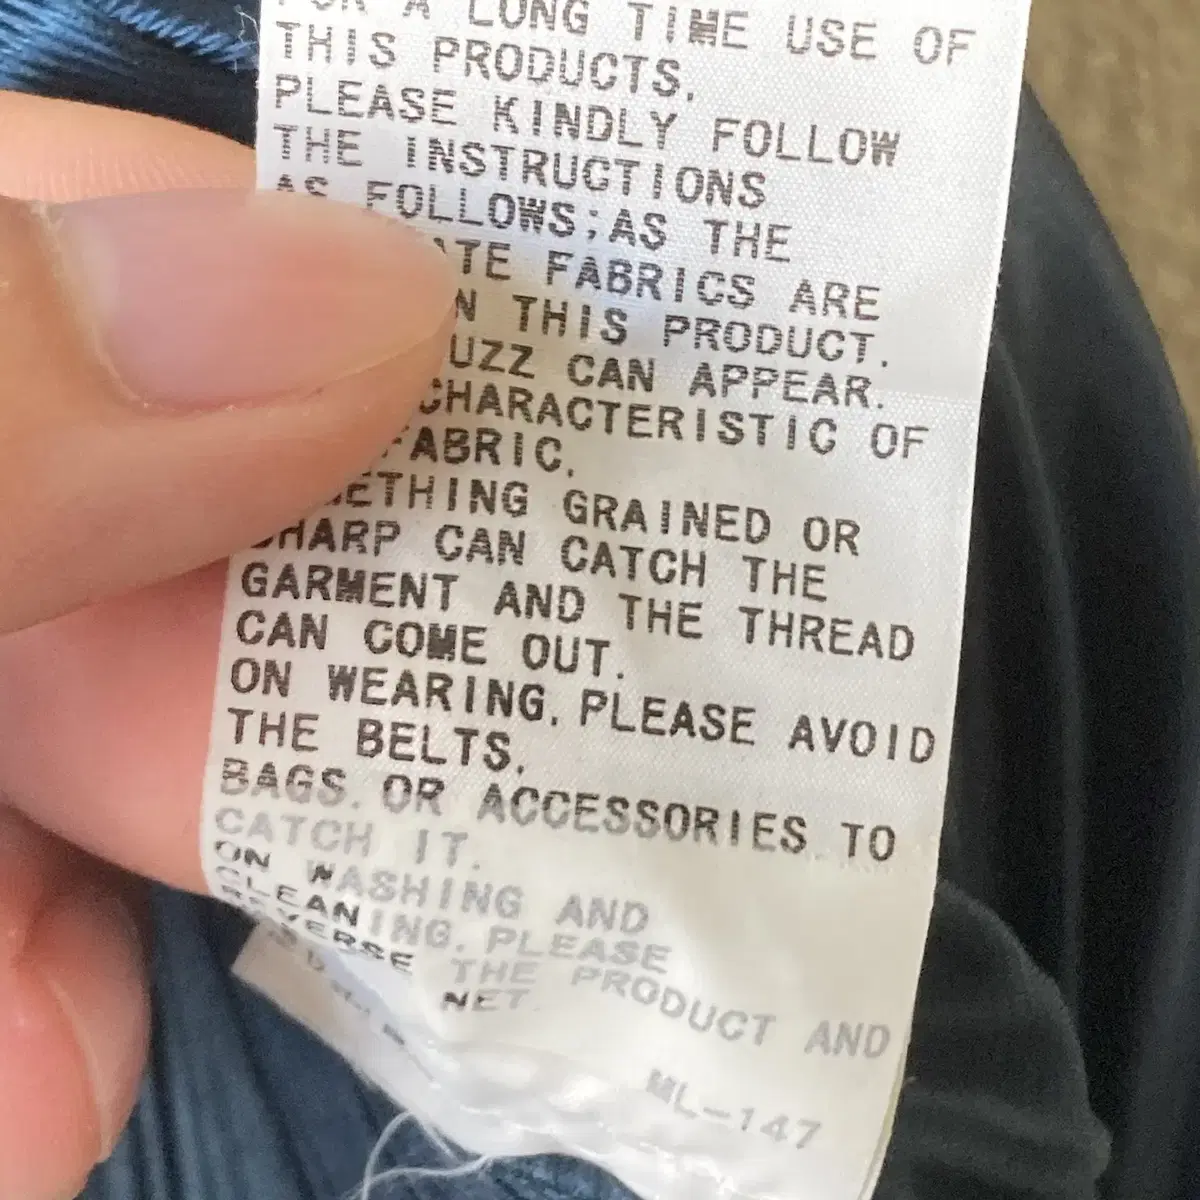 A LONG TIME USE OF
THIS PRODUCTS.
PLEASE KINDLY FOLLOW
THE INSTRUCTIONS
AS FOLLOWS;AS THE
FABRICS ARE
THIS PRODUCT.
CAN APPEAR.
CHARACTERISTIC OF
FABRIC.
GRAINED OR
SHARP CAN CATCH THE
GARMENT AND THE THREAD
CAN COME OUT.
ON WEARING.PLEASE AVOID
THE BELTS.
BAGS.OR ACCESSORIES TO
CATCH IT.
ON WASHING AND
CLEANING.PLEASE
REVERSE THE PRODUCT AND
NET
ML-147